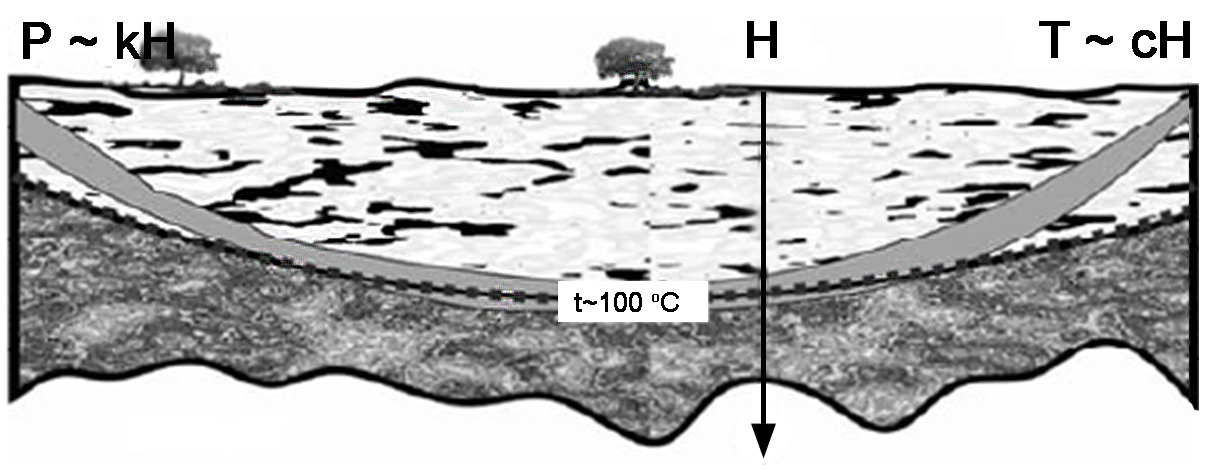 P ~ kH
H
T ~ cH
t~100 °C